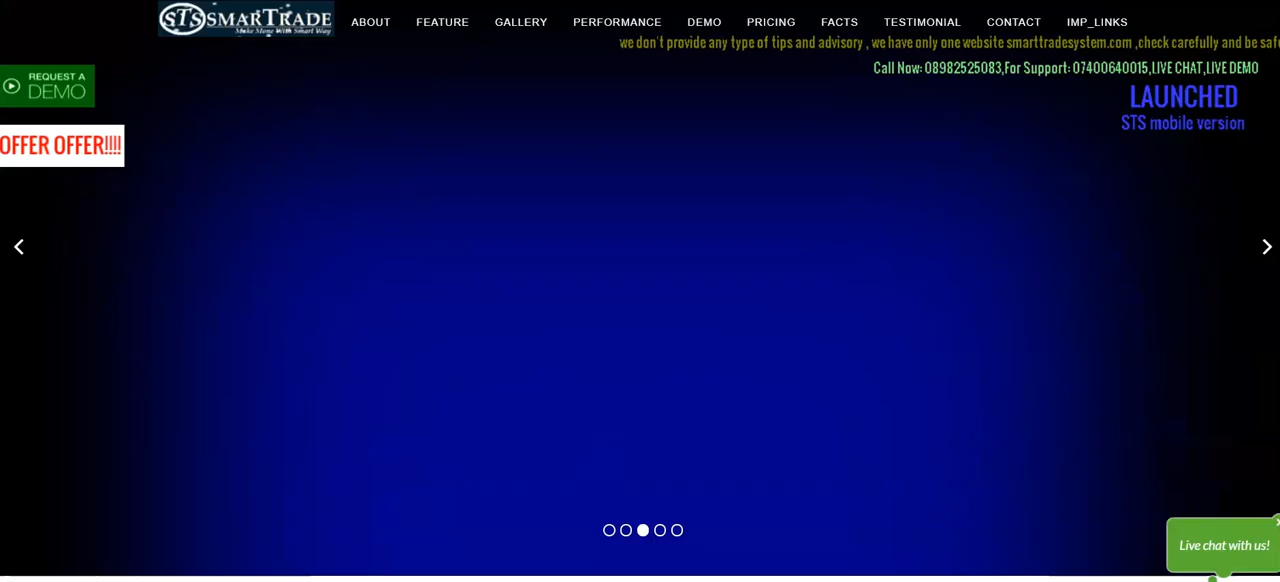 STS SMARTRADE
Make Mone With Smart Way
ABOUT FEATURE GALLERY PERFORMANCE DEMO PRICING FACTS TESTIMONIAL CONTACT IMP_LINKS
we don't provide any type of tips and advisory , we have only one website smarttradesystem.com ,check carefully and be safe
Call Now: 08982525083,For Support: 07400640015,LIVE CHAT,LIVE DEMO
REQUEST A
DEMO
LAUNCHED
STS mobile version
OFFER OFFER!!!!
Live chat with us!